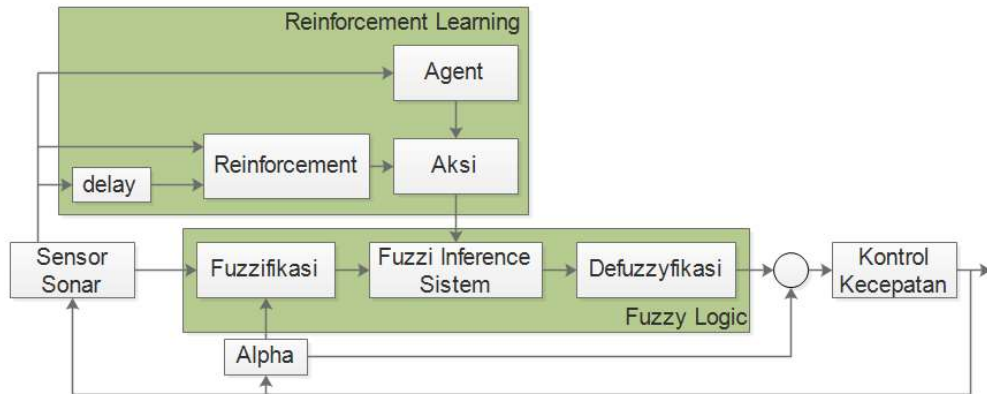 Reinforcement Learning
Agent
Reinforcement
Aksi
delay
Sensor
Sonar
Fuzzifikasi
Fuzzi Inference
Sistem
Defuzzyfikasi
Kontrol
Kecepatan
Fuzzy Logic
Alpha